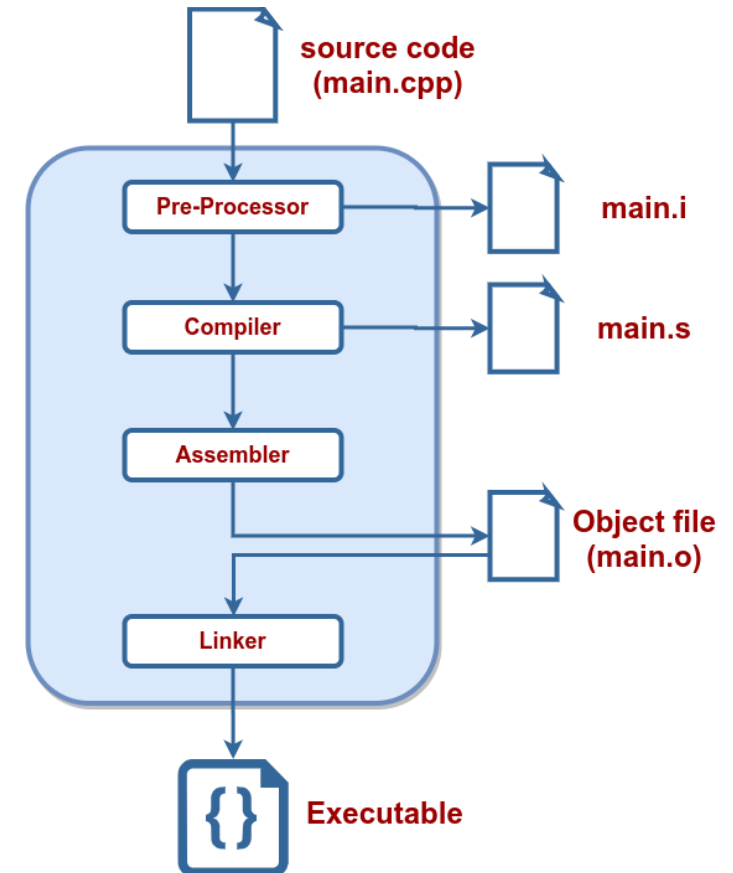 source code
(main.cpp)
Pre-Processor
main.i
Compiler
main.s
Assembler
Object file
(main.o)
Linker
{}
Executable